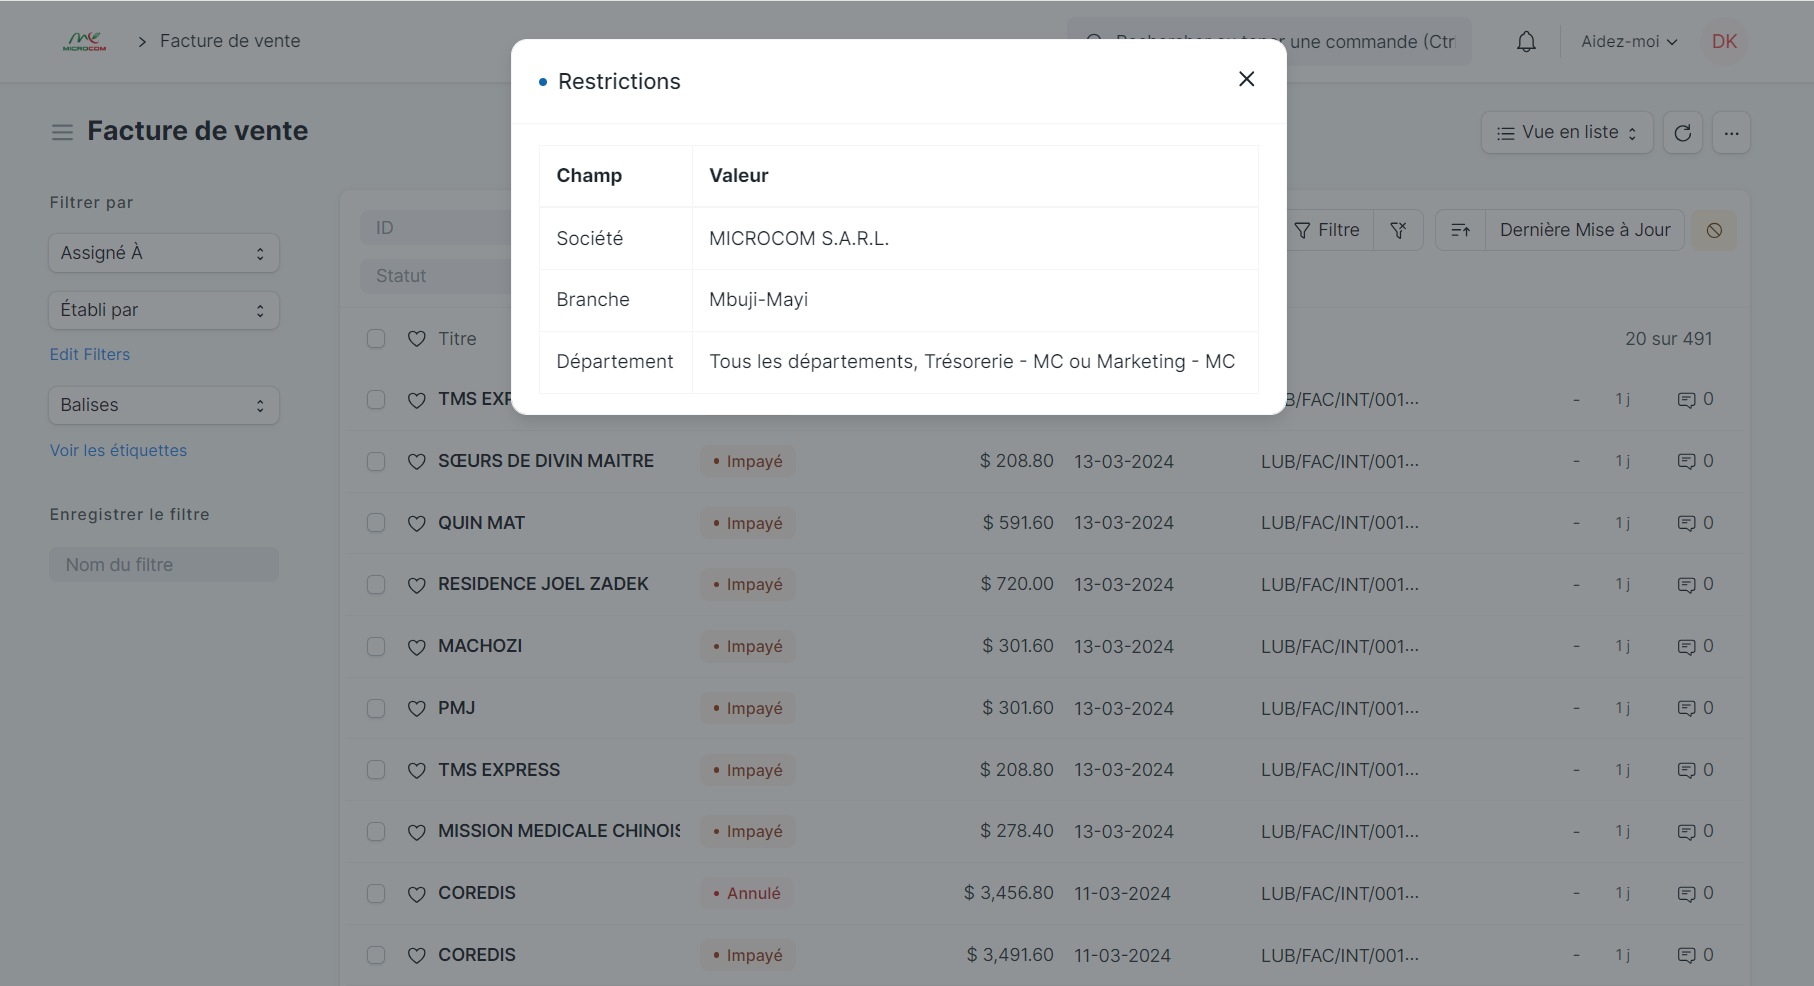 MICROCOM
Facture de vente
une commande (Ctr
Aidez-moi
DK
Restrictions
Champ Valeur
Société MICROCOM S.A.R.L.
Branche Mbuji-Mayi
Département Tous les départements, Trésorerie - MC ou Marketing - MC
Facture de vente
Vue en liste
...
Filtrer par
Assigné À
Établi par
Edit Filters
Balises
Voir les étiquettes
Enregistrer le filtre
Nom du filtre
ID
Filtre
Dernière Mise à Jour
Statut
Titre 20 sur 491
TMS EXP B/FAC/INT/001... - 1 j 0
SŒURS DE DIVIN MAITRE Impayé $ 208.80 13-03-2024 LUB/FAC/INT/001... - 1 j 0
QUIN MAT Impayé $ 591.60 13-03-2024 LUB/FAC/INT/001... - 1 j 0
RESIDENCE JOEL ZADEK Impayé $ 720.00 13-03-2024 LUB/FAC/INT/001... - 1 j 0
MACHOZI Impayé $ 301.60 13-03-2024 LUB/FAC/INT/001... - 1 j 0
PMJ Impayé $ 301.60 13-03-2024 LUB/FAC/INT/001... - 1 j 0
TMS EXPRESS Impayé $ 208.80 13-03-2024 LUB/FAC/INT/001... - 1 j 0
MISSION MEDICALE CHINOIS Impayé $ 278.40 13-03-2024 LUB/FAC/INT/001... - 1 j 0
COREDIS Annulé $ 3,456.80 11-03-2024 LUB/FAC/INT/001... - 1 j 0
COREDIS Impayé $ 3,491.60 11-03-2024 LUB/FAC/INT/001... - 1 j 0